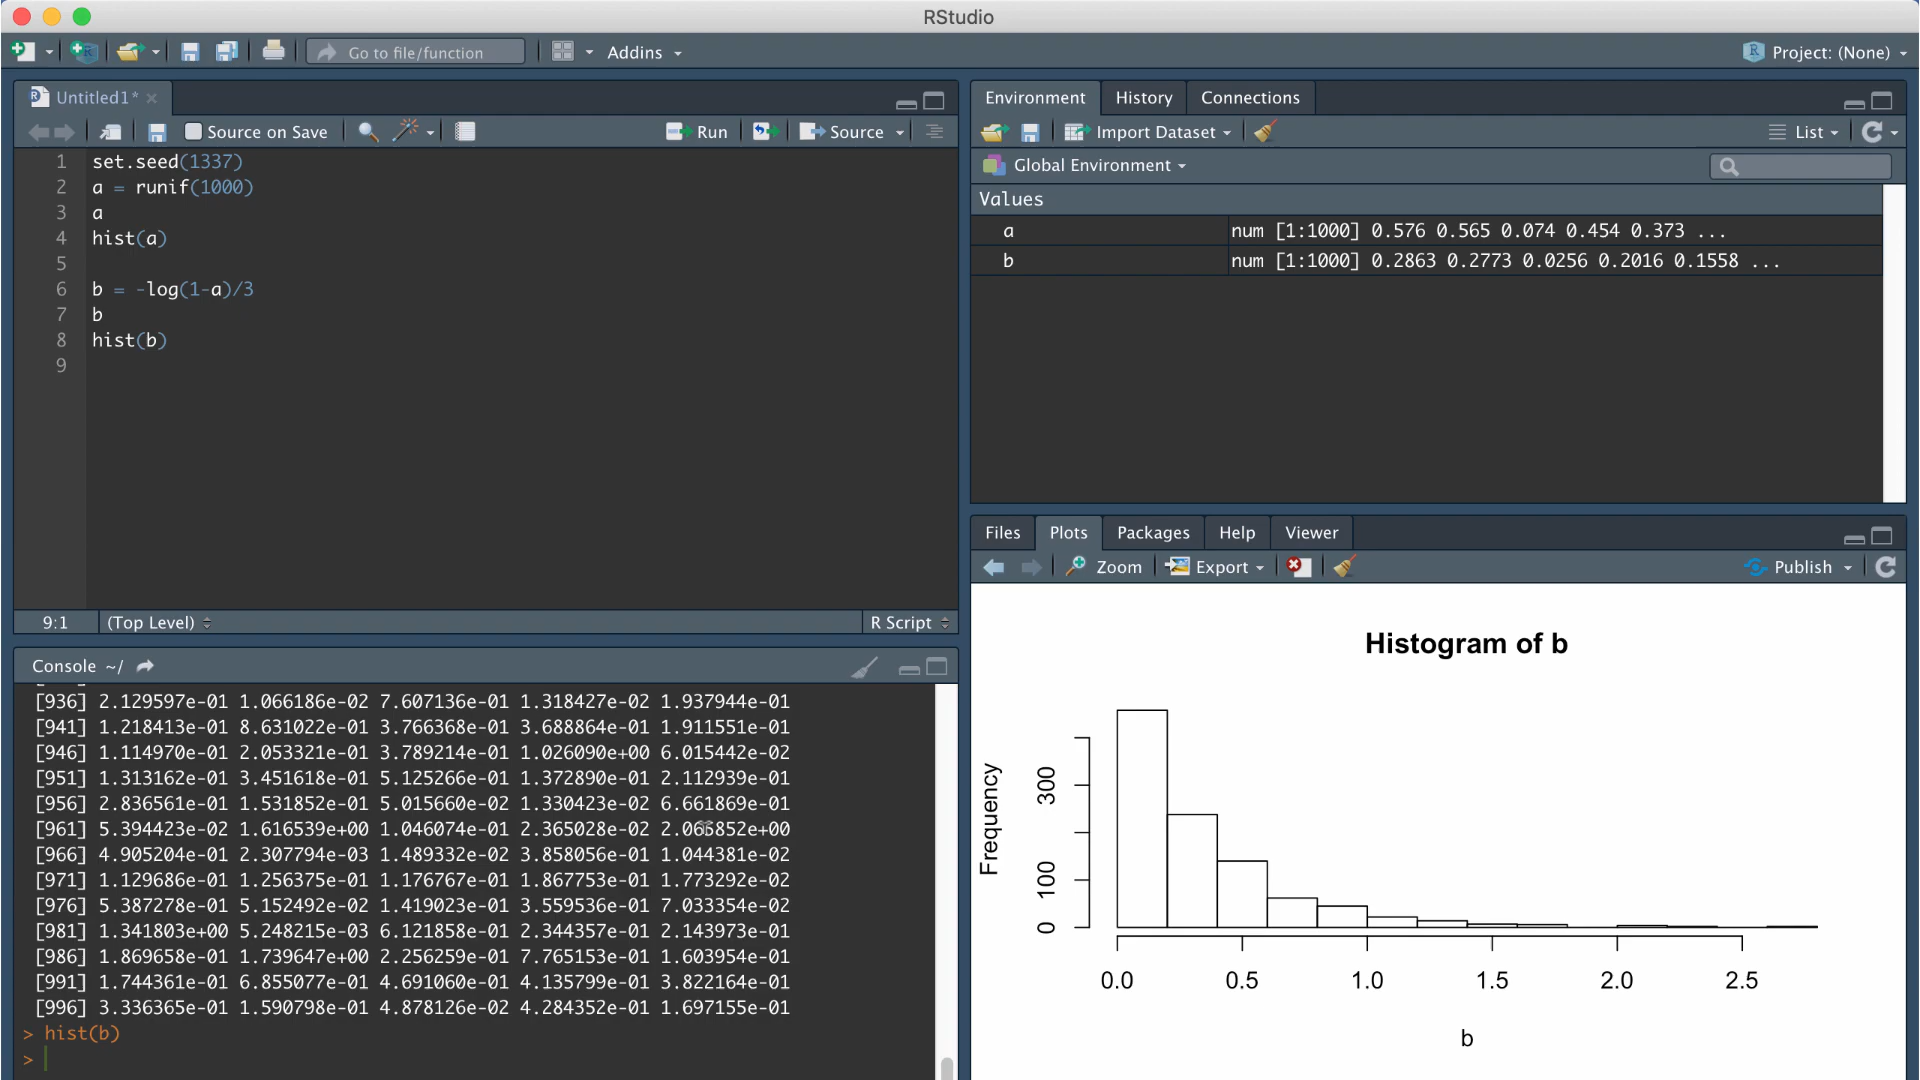 RStudio
Go to file/function
Addins
Project: (None)
Untitled1*
Source on Save
Run
Source
1 set.seed(1337)
2 a = runif(1000)
3 a
4 hist(a)
5
6 b = -log(1-a)/3
7 b
8 hist(b)
9
9:1 (Top Level)
R Script
Console ~/
[936] 2.129597e-01 1.066186e-02 7.607136e-01 1.318427e-02 1.937944e-01
[941] 1.218413e-01 8.631022e-01 3.766368e-01 3.688864e-01 1.911551e-01
[946] 1.114970e-01 2.053321e-01 3.789214e-01 1.026090e+00 6.015442e-02
[951] 1.313162e-01 3.451618e-01 5.125266e-01 1.372890e-01 2.112939e-01
[956] 2.836561e-01 1.531852e-01 5.015660e-02 1.330423e-02 6.661869e-01
[961] 5.394423e-02 1.616539e+00 1.046074e-01 2.365028e-02 2.066852e+00
[966] 4.905204e-01 2.307794e-03 1.489332e-02 3.858056e-01 1.044381e-02
[971] 1.129686e-01 1.256375e-01 1.176767e-01 1.867753e-01 1.773292e-02
[976] 5.387278e-01 5.152492e-02 1.419023e-01 3.559536e-01 7.033354e-02
[981] 1.341803e+00 5.248215e-03 6.121858e-01 2.344357e-01 2.143973e-01
[986] 1.869658e-01 1.739647e+00 2.256259e-01 7.765153e-01 1.603954e-01
[991] 1.744361e-01 6.855077e-01 4.691060e-01 4.135799e-01 3.822164e-01
[996] 3.336365e-01 1.590798e-01 4.878126e-02 4.284352e-01 1.697155e-01
> hist(b)
>
Environment
History
Connections
Import Dataset
List
Global Environment
Values
a num [1:1000] 0.576 0.565 0.074 0.454 0.373 ...
b num [1:1000] 0.2863 0.2773 0.0256 0.2016 0.1558 ...
Files
Plots
Packages
Help
Viewer
Zoom
Export
Publish
Histogram of b
Frequency
300
100
0
0.0 0.5 1.0 1.5 2.0 2.5
b